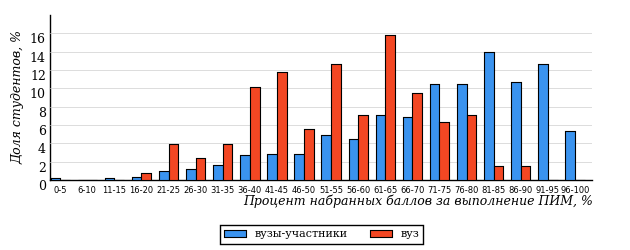 Доля студентов, %
16
14
12
10
8
6
4
2
0
0-5 6-10 11-15 16-20 21-25 26-30 31-35 36-40 41-45 46-50 51-55 56-60 61-65 66-70 71-75 76-80 81-85 86-90 91-95 96-100
Процент набранных баллов за выполнение ПИМ, %
вузы-участники вуз